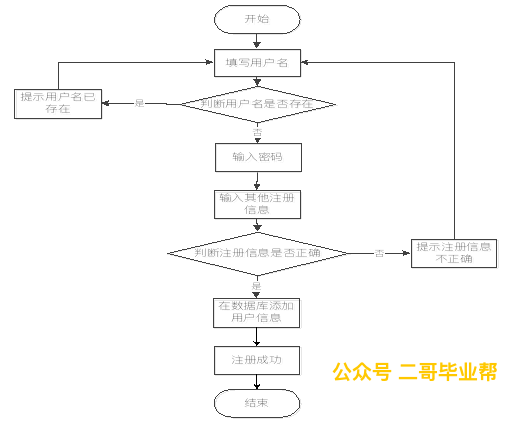 开始
填写用户名
提示用户名已
存在
是
判断用户名是否存在
否
输入密码
输入其他注册
信息
判断注册信息是否正确
否
提示注册信息
不正确
是
在数据库添加
用户信息
注册成功
公众号 二哥毕业帮
结束